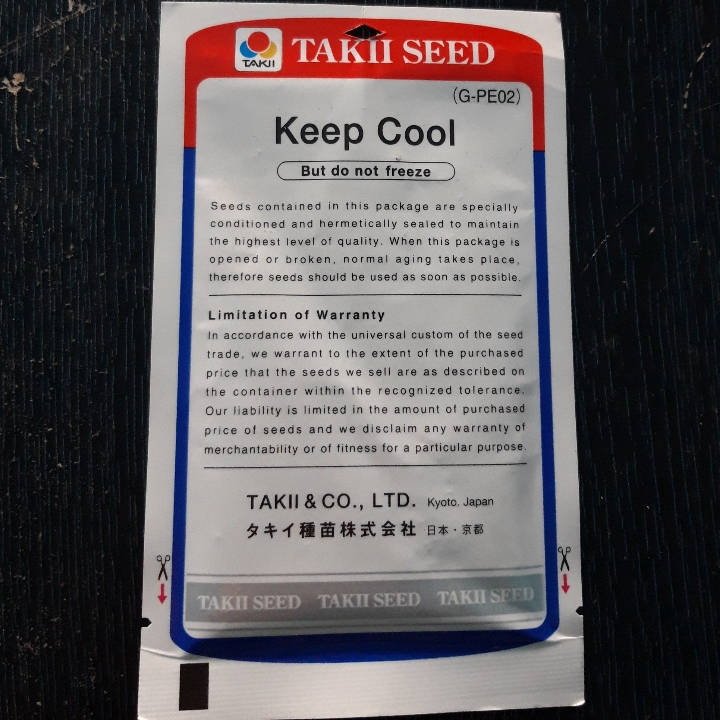 TAKII TAKII SEED
(G-PE02)
Keep Cool
But do not freeze
Seeds contained in this package are specially
conditioned and hermetically sealed to maintain
the highest level of quality. When this package is
opened or broken, normal aging takes place,
therefore seeds should be used as soon as possible.
Limitation of Warranty
In accordance with the universal custom of the seed
trade, we warrant to the extent of the purchased
price that the seeds we sell are as described on
the container within the recognized tolerance.
Our liability is limited in the amount of purchased
price of seeds and we disclaim any warranty of
merchantability or of fitness for a particular purpose.
TAKII & CO., LTD. Kyoto. Japan
タキイ種苗株式会社 日本・京都
TAKII SEED TAKII SEED TAKII SEED